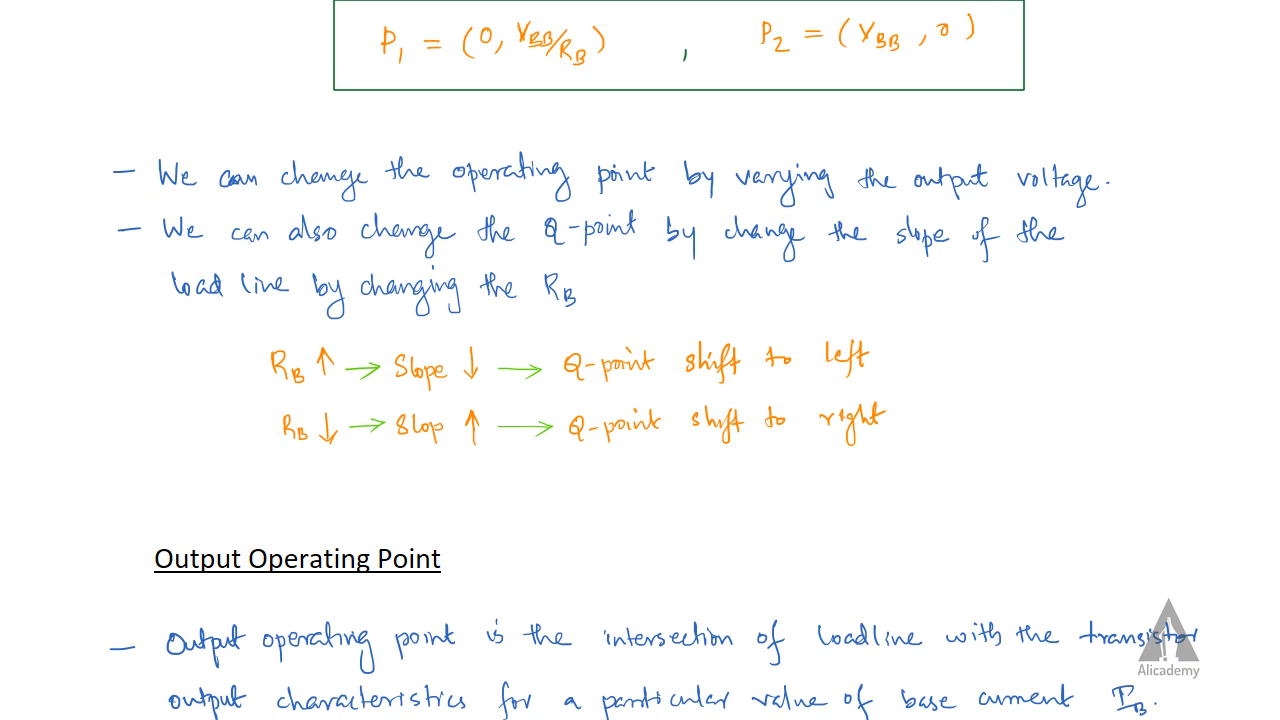 P1 = (0, VBB/RB) , P2 = (VBB, 0)
— We can change the operating point by varying the output voltage.
— We can also change the Q-point by change the slope of the
load line by changing the RB
RB ↑ → Slope ↓ → Q-point shift to left
RB ↓ → Slop ↑ → Q-point shift to right
Output Operating Point
— Output operating point is the intersection of loadline with the transistor
output characteristics for a particular value of base current IB.
Alicademy